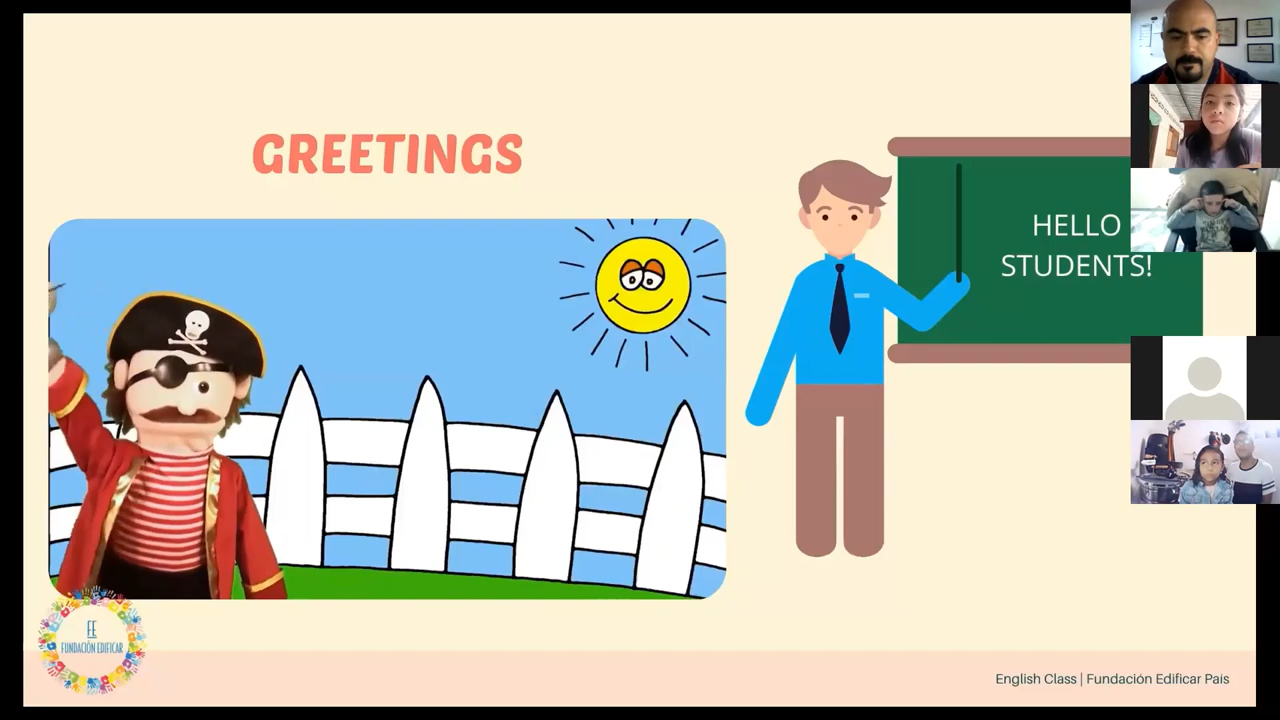 GREETINGS
HELLO
STUDENTS!
FE
FUNDACIÓN EDIFICAR
English Class | Fundación Edificar País